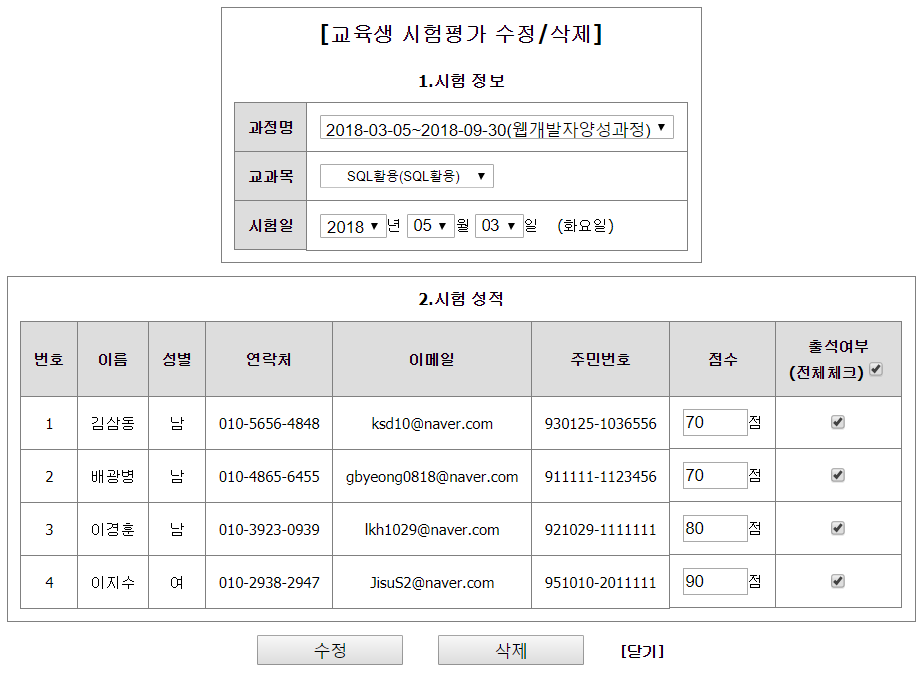 [교육생 시험평가 수정/삭제]
1.시험 정보
과정명 2018-03-05~2018-09-30(웹개발자양성과정)
교과목 SQL활용(SQL활용)
시험일 2018 년 05 월 03 일 (화요일)
2.시험 성적
번호 이름 성별 연락처 이메일 주민번호 점수 출석여부
(전체체크)
1 김삼동 남 010-5656-4848 ksd10@naver.com 930125-1036556 70 점
2 배광병 남 010-4865-6455 gbyeong0818@naver.com 911111-1123456 70 점
3 이경훈 남 010-3923-0939 lkh1029@naver.com 921029-1111111 80 점
4 이지수 여 010-2938-2947 JisuS2@naver.com 951010-2011111 90 점
수정 삭제 [닫기]